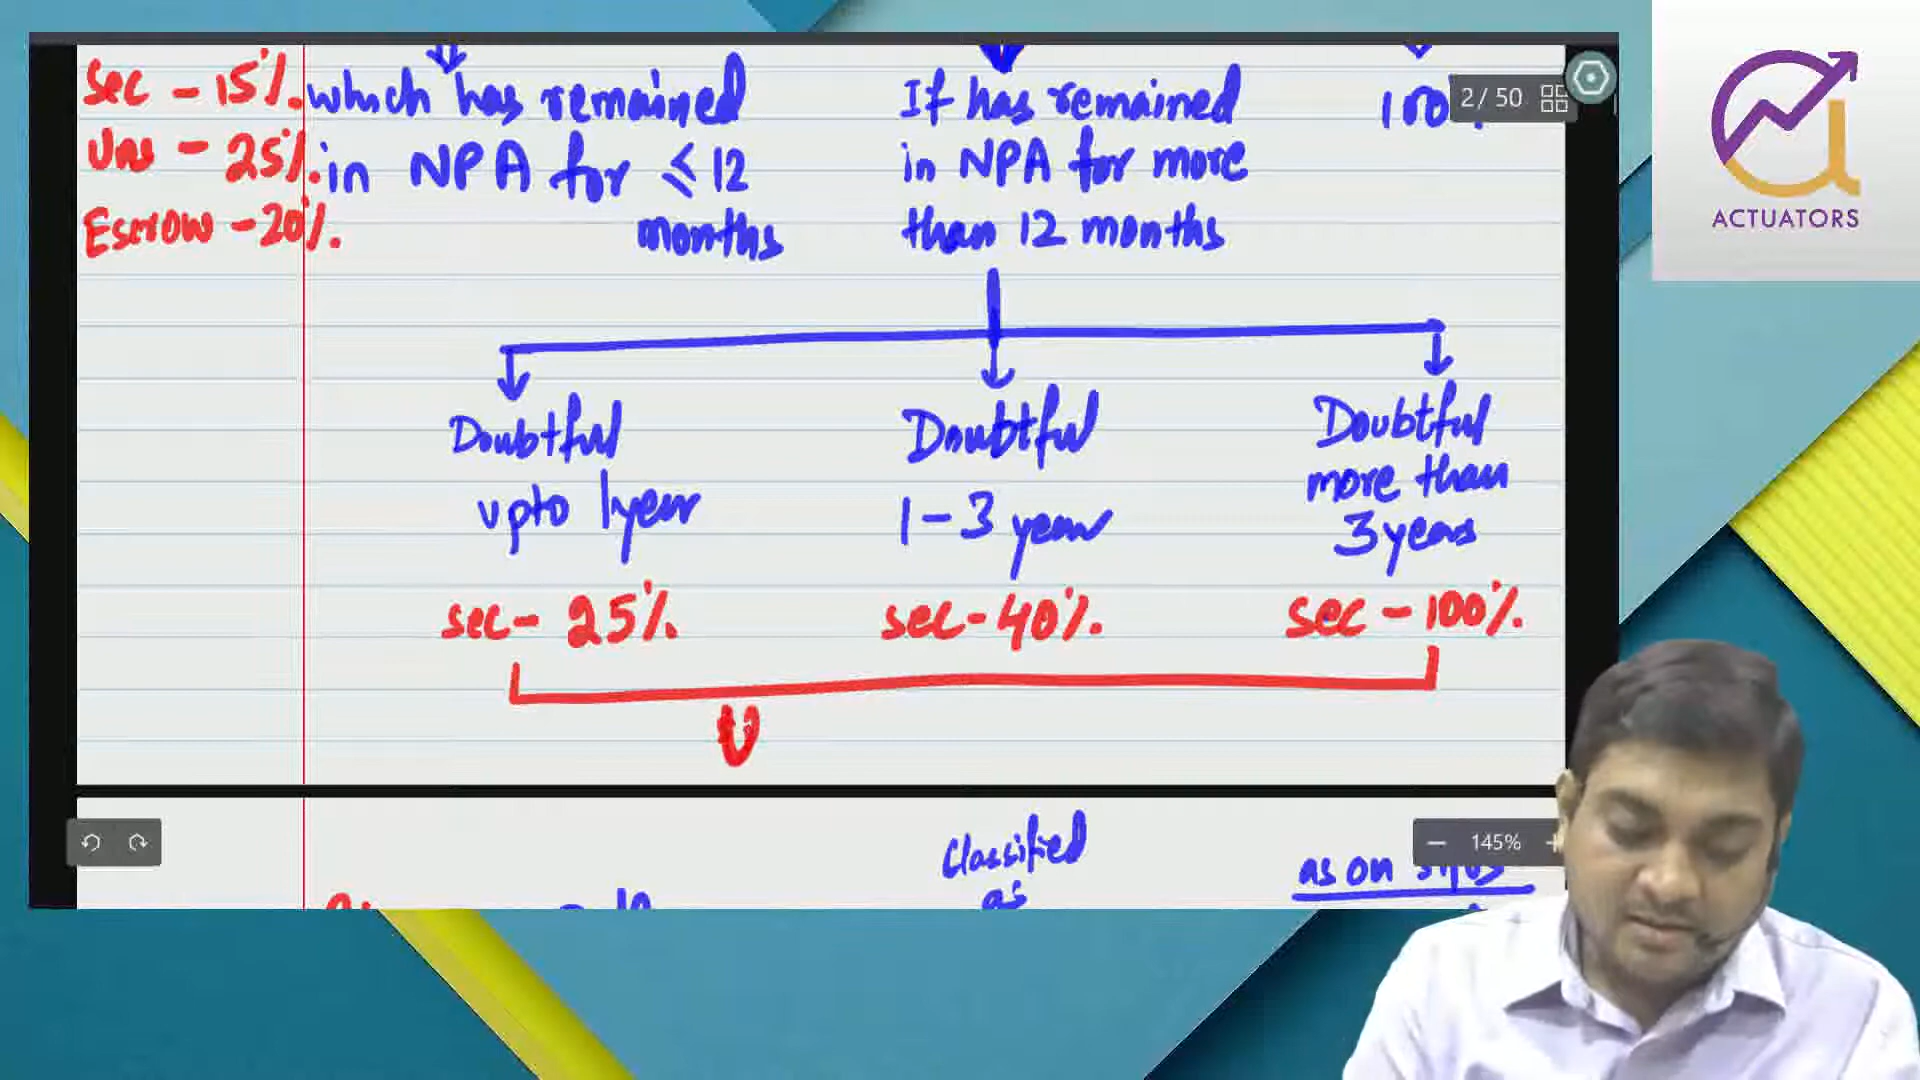 Sec - 15%. which has remained
Uns - 25%. in NPA for ≤ 12
Escrow - 20%. months
If has remained
in NPA for more
than 12 months
100
2 / 50
ACTUATORS
Doubtful
upto 1year
Doubtful
1-3 year
Doubtful
more than
3 years
sec - 25%.
sec - 40%.
sec - 100%.
U
Classified
as
as on
145%